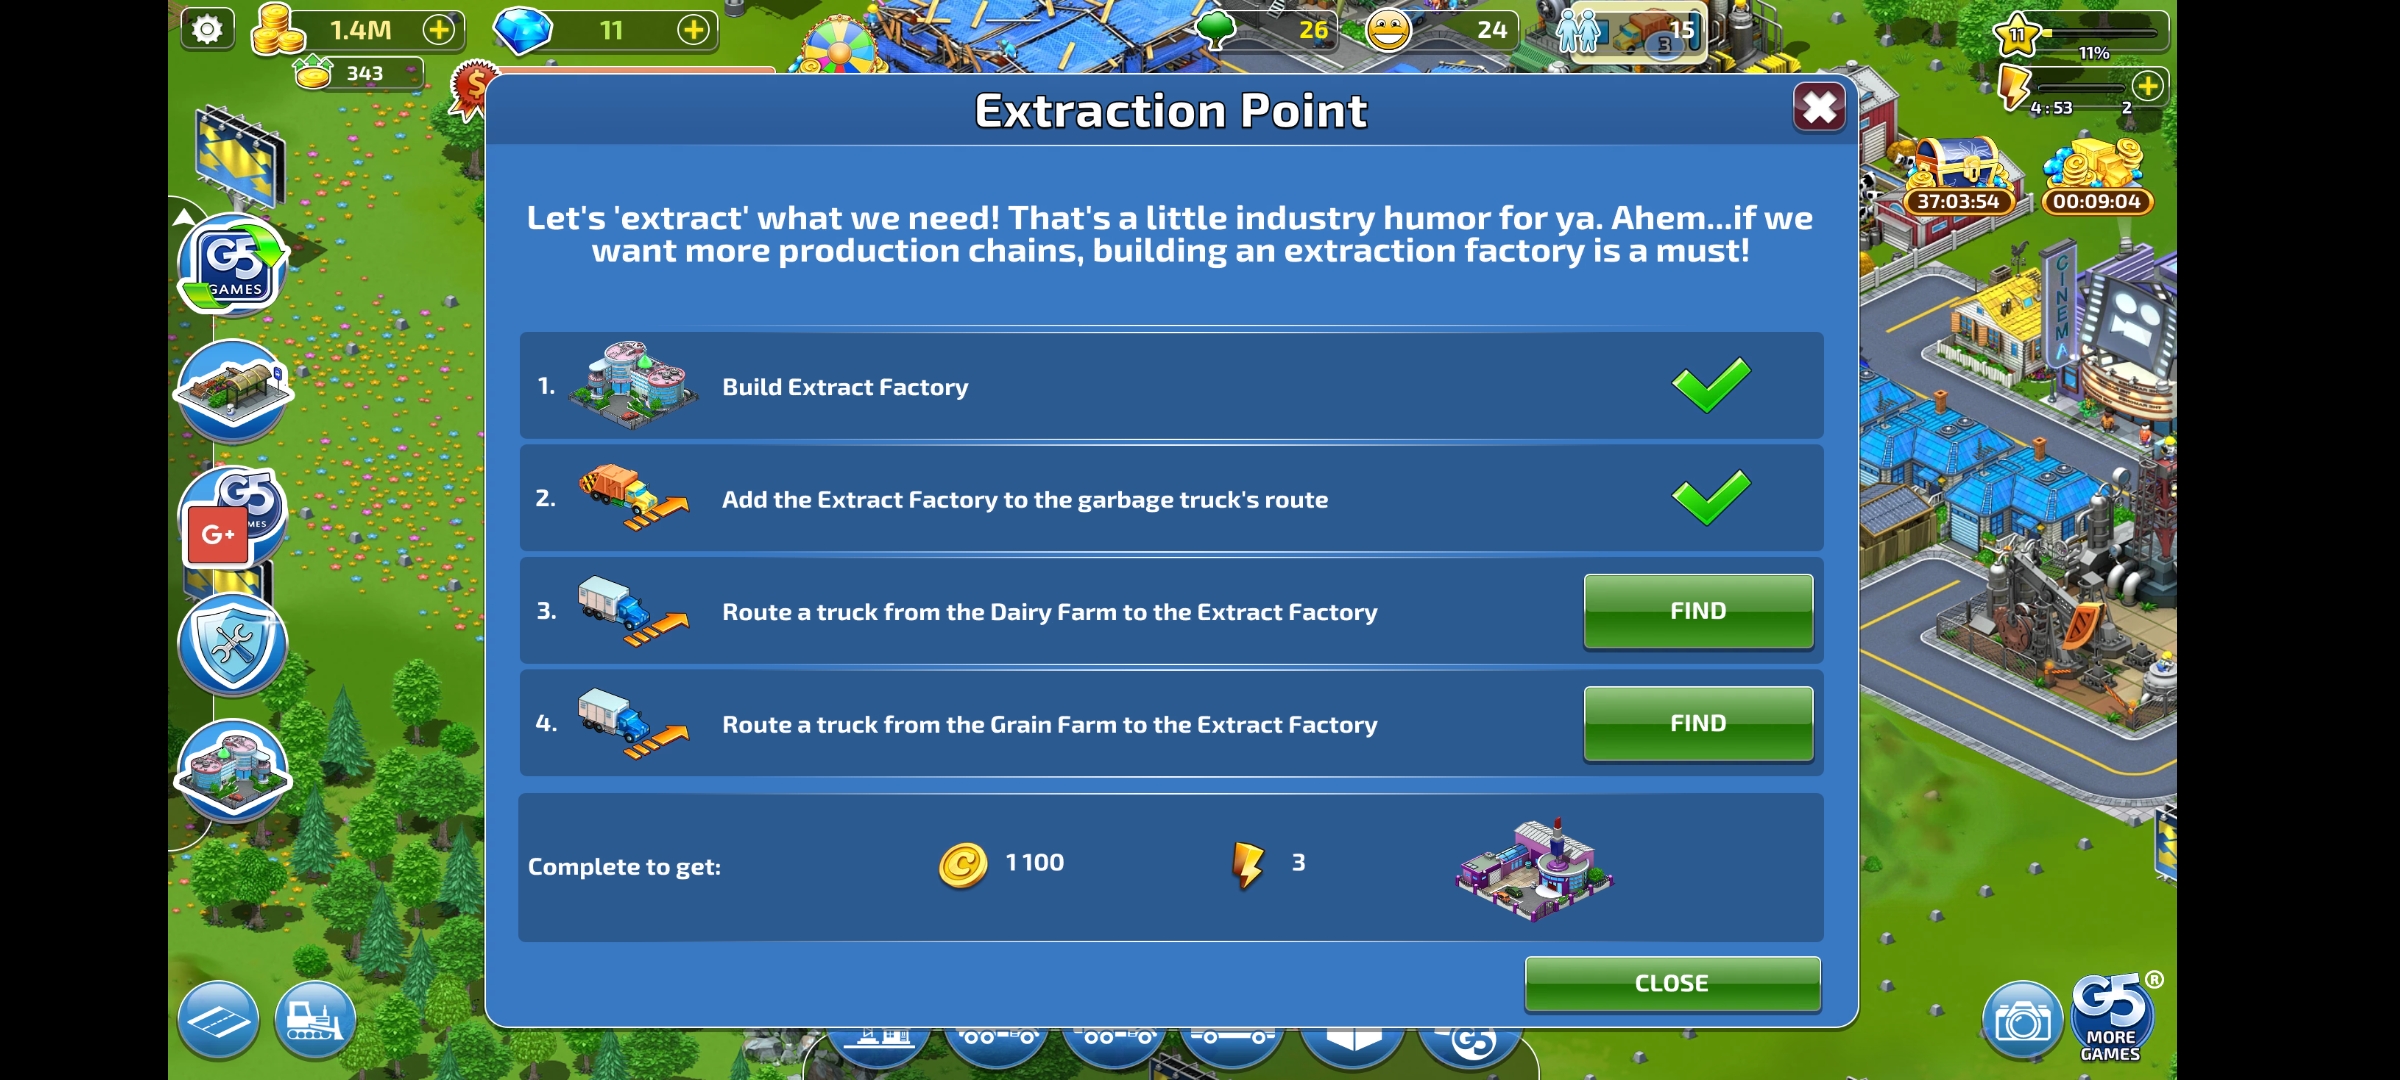 1.4M
11
26
24
15
3
11
11%
343
$
4:53
2
Extraction Point
37:03:54
00:09:04
Let's 'extract' what we need! That's a little industry humor for ya. Ahem...if we
want more production chains, building an extraction factory is a must!
G5
GAMES
CINEMA
1.
Build Extract Factory
2.
Add the Extract Factory to the garbage truck's route
G5
MES
G+
3.
Route a truck from the Dairy Farm to the Extract Factory
FIND
4.
Route a truck from the Grain Farm to the Extract Factory
FIND
Complete to get:
1100
3
CLOSE
G5
G5®
MORE
GAMES